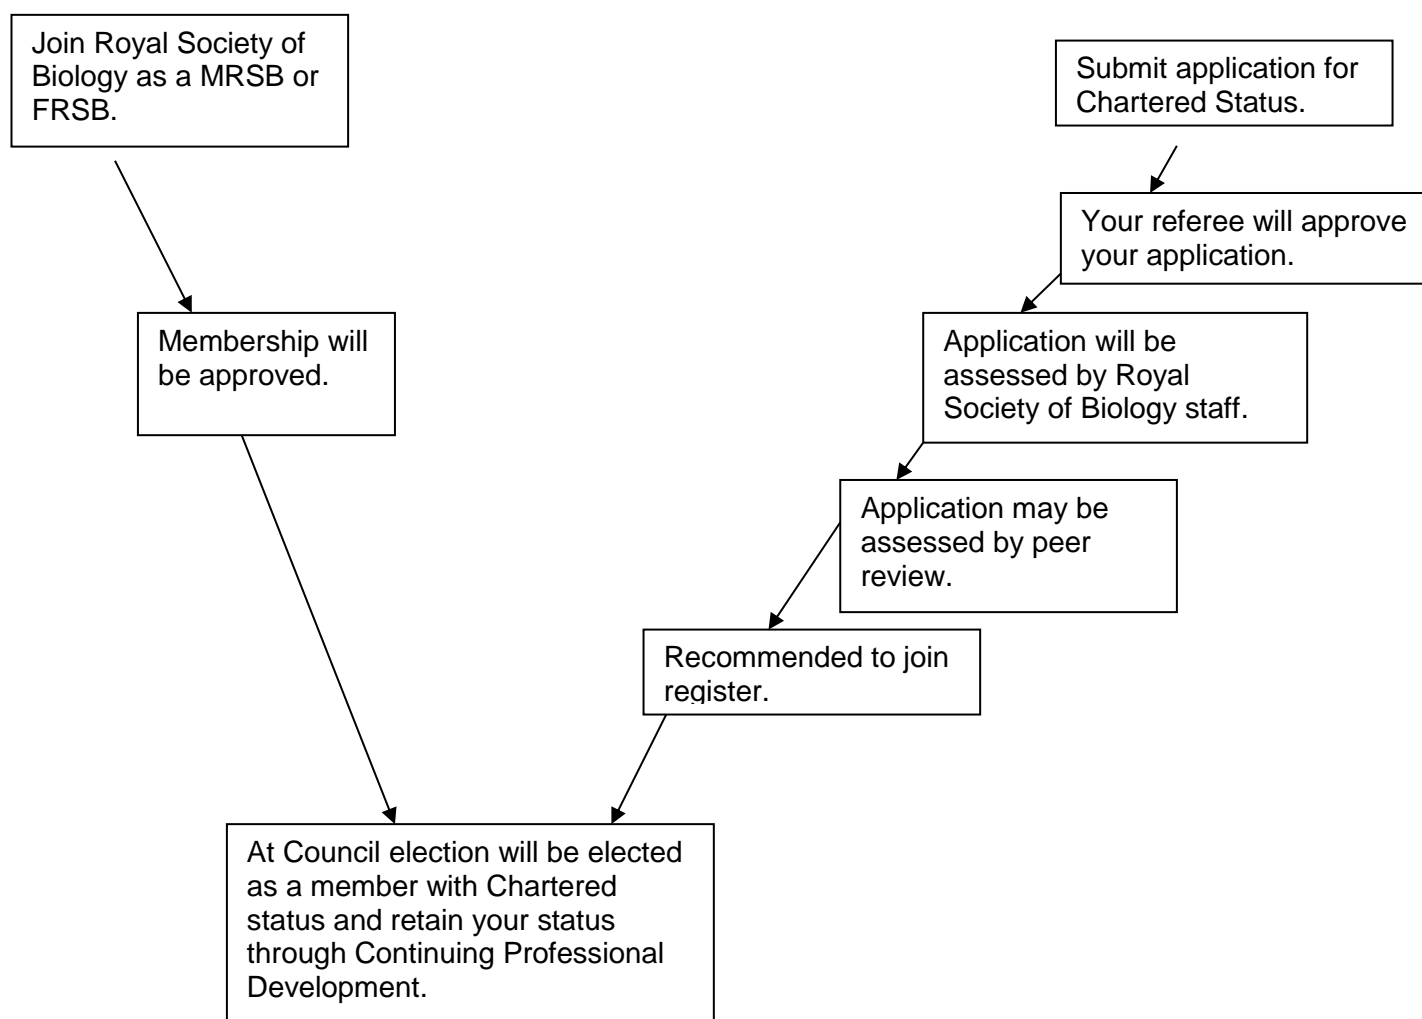 Join Royal Society of
Biology as a MRSB or
FRSB.
Submit application for
Chartered Status.
Your referee will approve
your application.
Membership will
be approved.
Application will be
assessed by Royal
Society of Biology staff.
Application may be
assessed by peer
review.
Recommended to join
register.
At Council election will be elected
as a member with Chartered
status and retain your status
through Continuing Professional
Development.